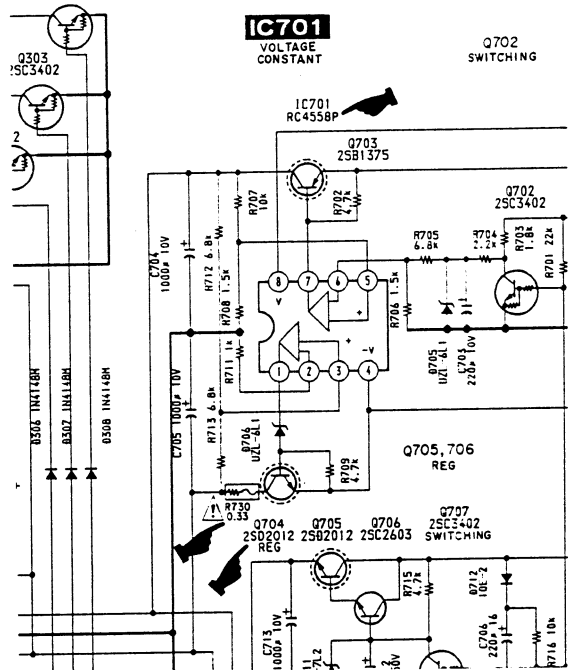 IC701
VOLTAGE
CONSTANT
Q702
SWITCHING
Q303
2SC3402
IC701
RC4558P
2
Q703
2SB1375
Q702
2SC3402
R707
10k
R702
4.7k
R705
6.8k
R704
2.2k
R703
1.8k
R701 22k
C704
1000μ 10V
R712 6.8k
R708 1.5k
8 7 6 5
V
+
R706 1.5k
+
-V
1 2 3 4
R711 1k
D705
UZL-6L1
C703
220μ 10V
D306 1N4148M
D307 1N4148M
D308 1N4148M
C705 1000μ 10V
R713 6.8k
D706
UZL-6L1
R709
4.7k
Q705,706
REG
R730
0.33
Q704
2SD2012
REG
Q705
2SD2012
Q706
2SC2603
Q707
2SC3402
SWITCHING
R715
4.7k
D712
10E-2
C713
1000μ 10V
C706
220μ 16
R716 10k